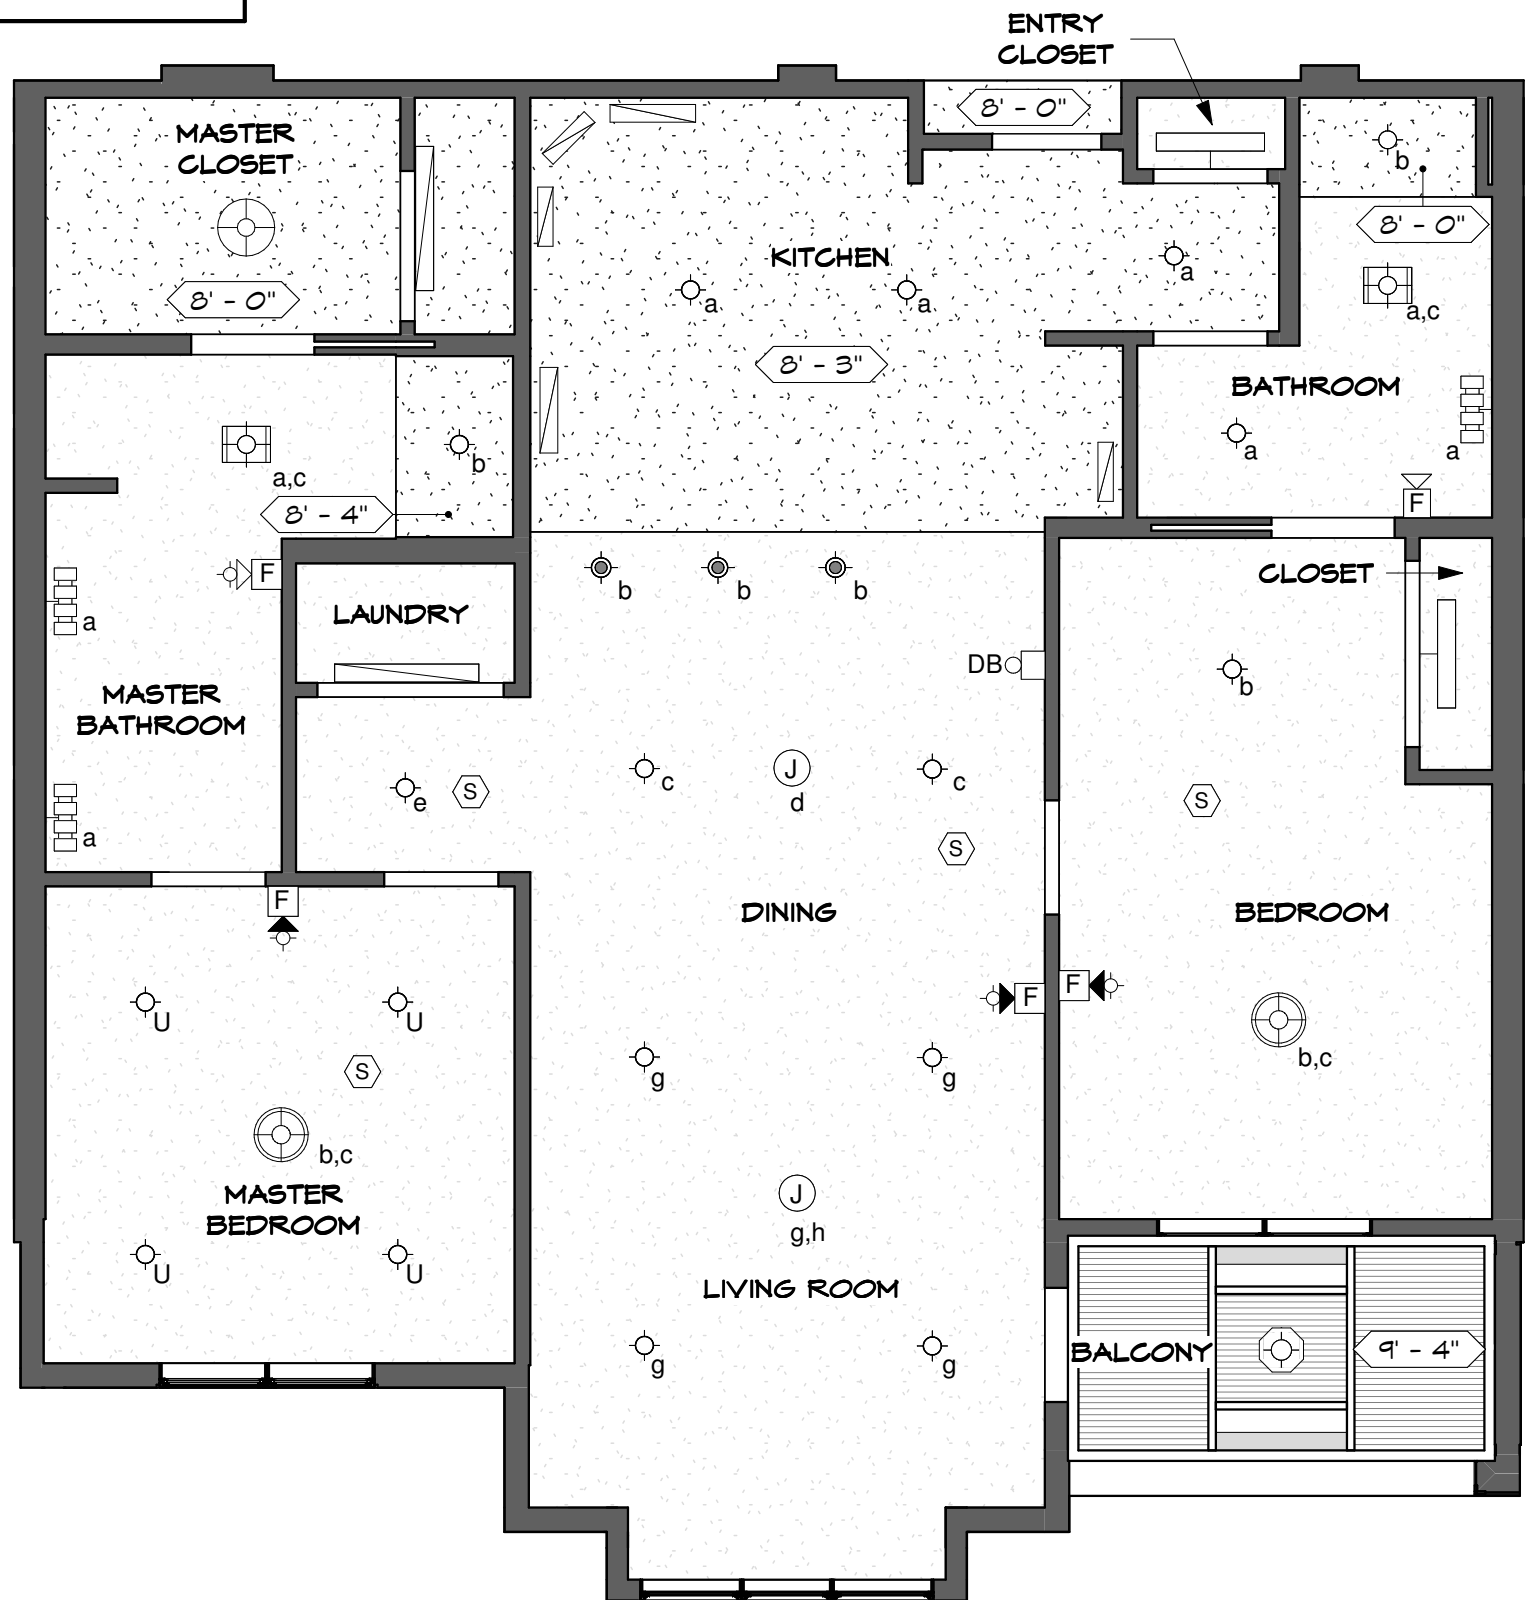 ENTRY
CLOSET
8' - 0"
MASTER
CLOSET
b
8' - 0"
KITCHEN
a
8' - 0"
a
a
a,c
8' - 3"
BATHROOM
b
a
a
a,c
8' - 4"
F
F
CLOSET
b
b
b
LAUNDRY
a
DB
b
MASTER
BATHROOM
c
J
c
d
e
S
S
a
S
F
DINING
BEDROOM
F
F
U
U
S
g
g
b,c
b,c
MASTER
BEDROOM
J
g,h
U
U
LIVING ROOM
BALCONY
9' - 4"
g
g